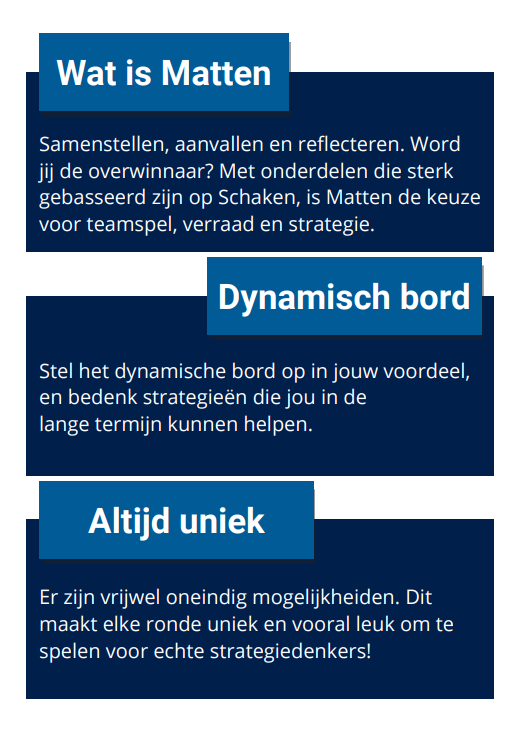 Wat is Matten
Samenstellen, aanvallen en reflecteren. Word
jij de overwinnaar? Met onderdelen die sterk
gebasseerd zijn op Schaken, is Matten de keuze
voor teamspel, verraad en strategie.
Dynamisch bord
Stel het dynamische bord op in jouw voordeel,
en bedenk strategieën die jou in de
lange termijn kunnen helpen.
Altijd uniek
Er zijn vrijwel oneindig mogelijkheiden. Dit
maakt elke ronde uniek en vooral leuk om te
spelen voor echte strategiedenkers!